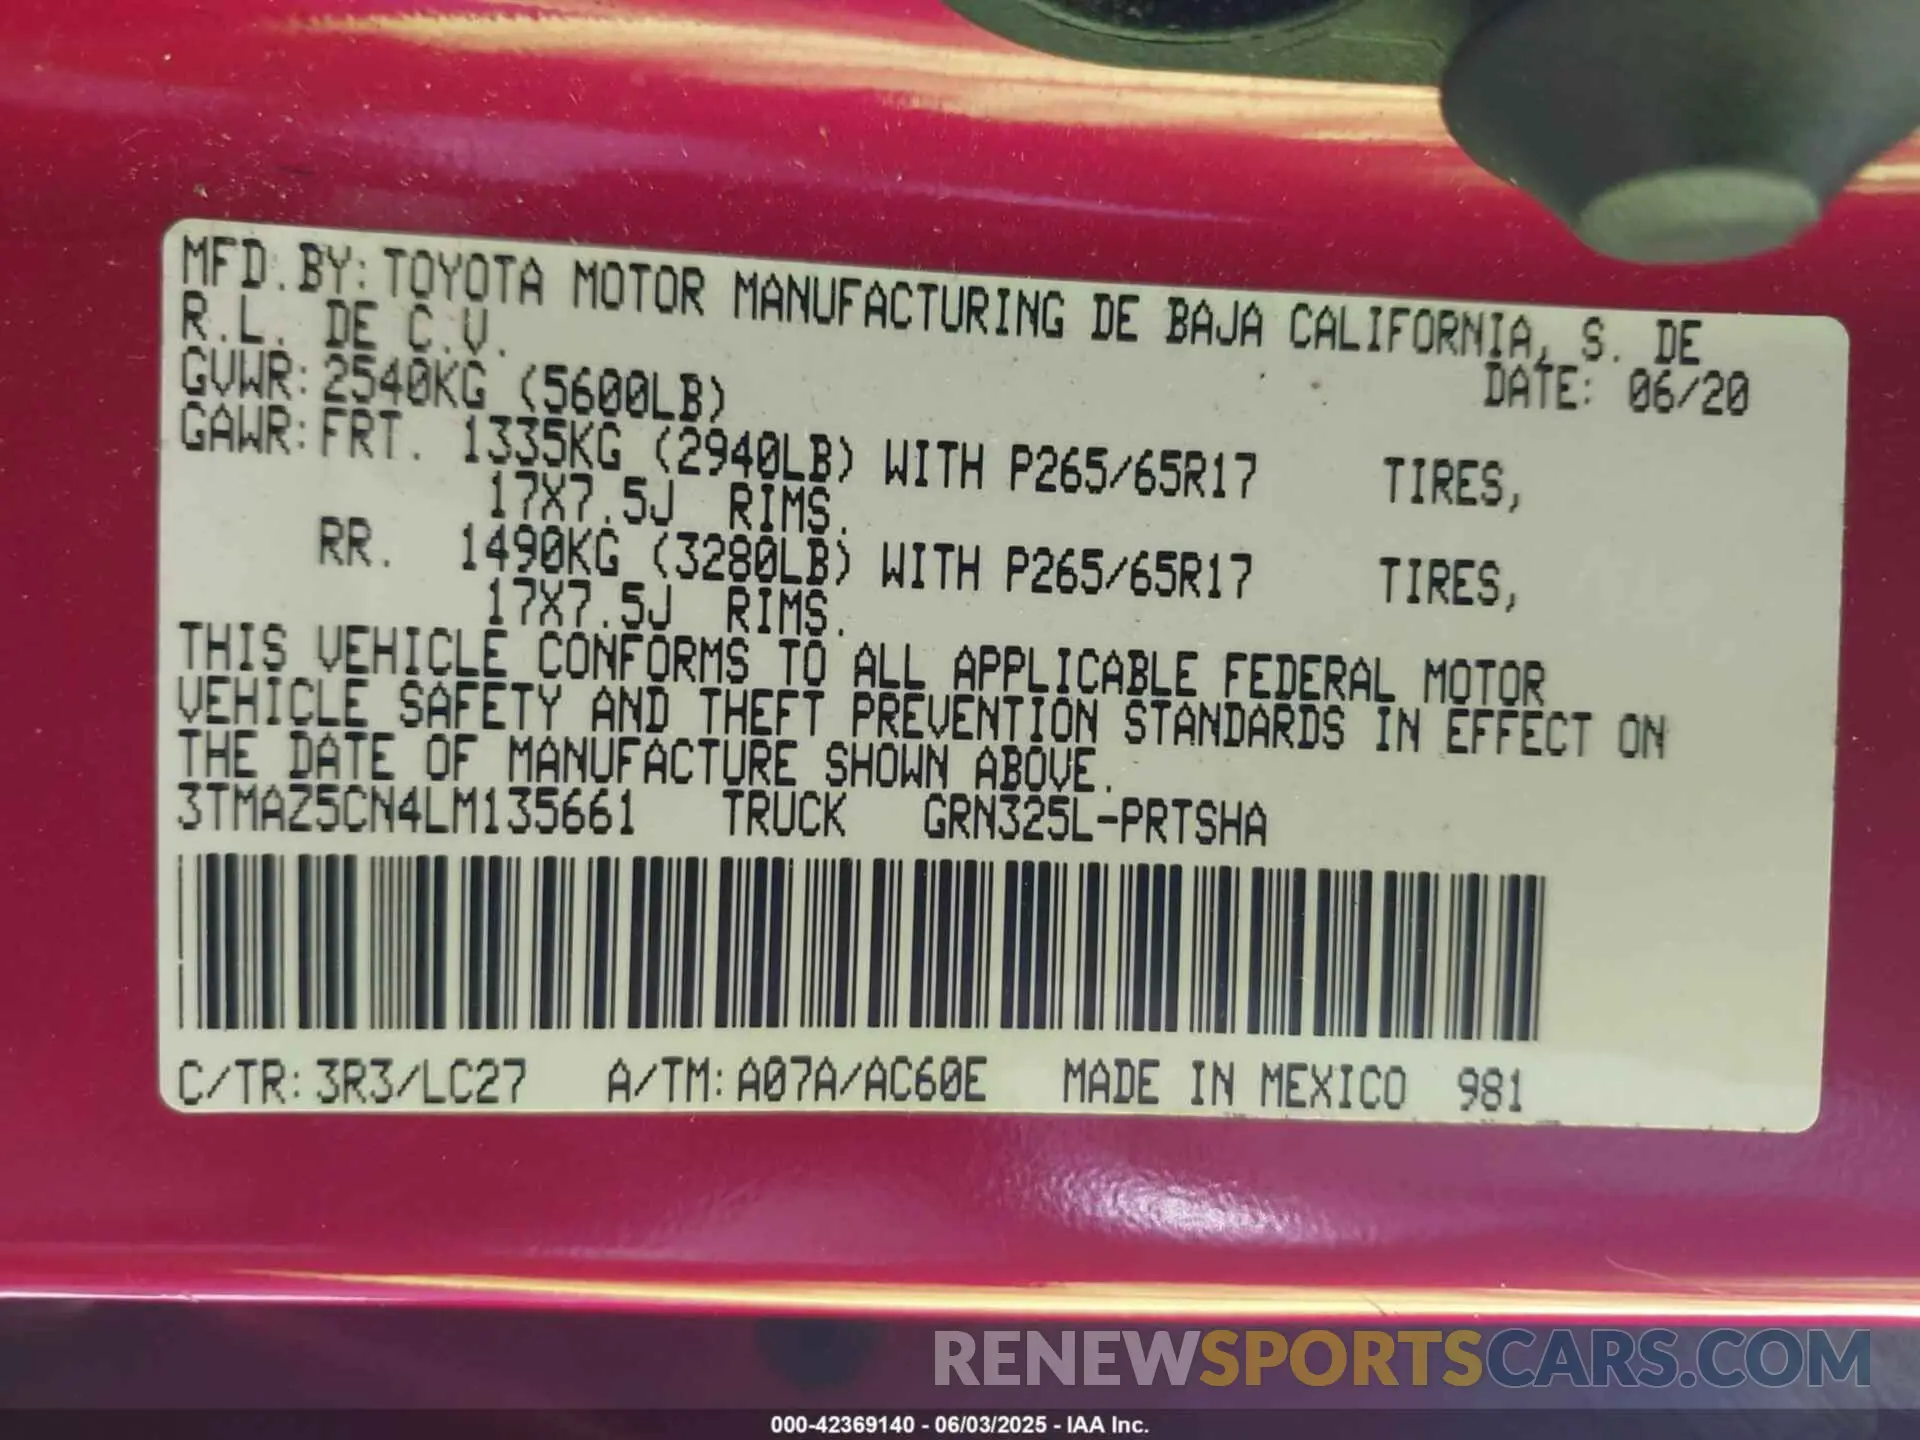 MFD.BY:TOYOTA MOTOR MANUFACTURING DE BAJA CALIFORNIA, S. DE
R.L. DE C.V.
GVWR:2540KG (5600LB) DATE: 06/20
GAWR:FRT. 1335KG (2940LB) WITH P265/65R17 TIRES,
17X7.5J RIMS.
RR. 1490KG (3280LB) WITH P265/65R17 TIRES,
17X7.5J RIMS.
THIS VEHICLE CONFORMS TO ALL APPLICABLE FEDERAL MOTOR
VEHICLE SAFETY AND THEFT PREVENTION STANDARDS IN EFFECT ON
THE DATE OF MANUFACTURE SHOWN ABOVE.
3TMAZ5CN4LM135661 TRUCK GRN325L-PRTSHA
C/TR:3R3/LC27 A/TM:A07A/AC60E MADE IN MEXICO 981
RENEWSPORTSCARS.COM
000-42369140 - 06/03/2025 - IAA Inc.